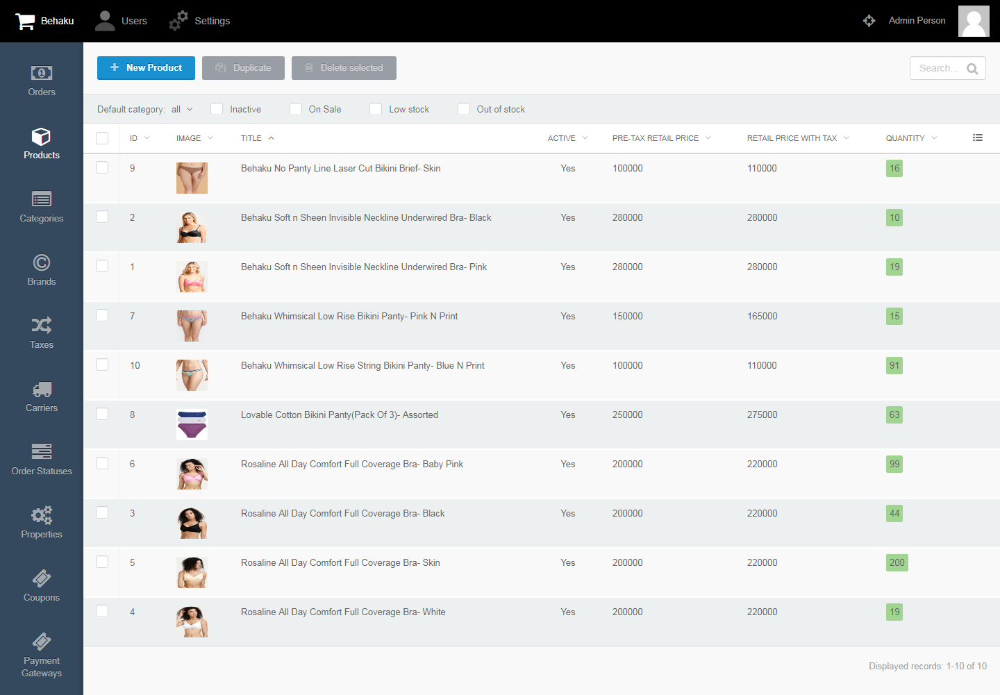 Behaku Users Settings Admin Person
New Product Duplicate Delete selected Search...
Default category: all Inactive On Sale Low stock Out of stock
ID IMAGE TITLE ACTIVE PRE-TAX RETAIL PRICE RETAIL PRICE WITH TAX QUANTITY
9 Behaku No Panty Line Laser Cut Bikini Brief- Skin Yes 100000 110000 16
2 Behaku Soft n Sheen Invisible Neckline Underwired Bra- Black Yes 280000 280000 10
1 Behaku Soft n Sheen Invisible Neckline Underwired Bra- Pink Yes 280000 280000 19
7 Behaku Whimsical Low Rise Bikini Panty- Pink N Print Yes 150000 165000 15
10 Behaku Whimsical Low Rise String Bikini Panty- Blue N Print Yes 100000 110000 91
8 Lovable Cotton Bikini Panty(Pack Of 3)- Assorted Yes 250000 275000 63
6 Rosaline All Day Comfort Full Coverage Bra- Baby Pink Yes 200000 220000 99
3 Rosaline All Day Comfort Full Coverage Bra- Black Yes 200000 220000 44
5 Rosaline All Day Comfort Full Coverage Bra- Skin Yes 200000 220000 200
4 Rosaline All Day Comfort Full Coverage Bra- White Yes 200000 220000 19
Displayed records: 1-10 of 10
1
Orders
Products
Categories
Brands
Taxes
Carriers
Order Statuses
Properties
Coupons
Payment
Gateways